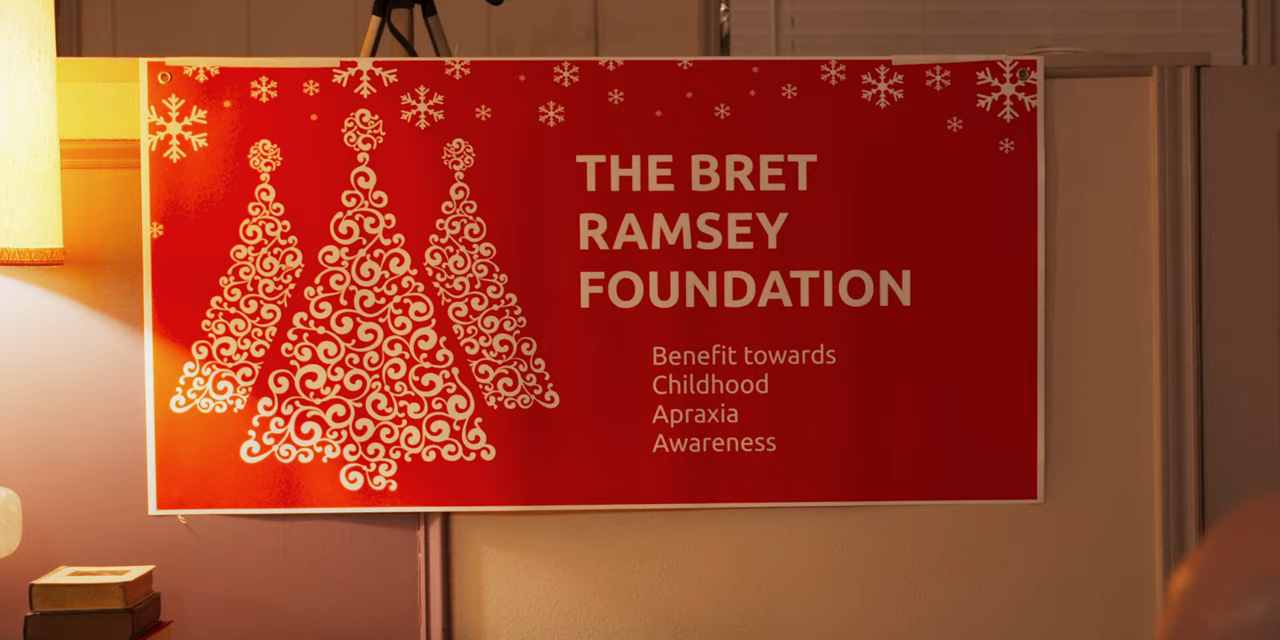 THE BRET
RAMSEY
FOUNDATION
Benefit towards
Childhood
Apraxia
Awareness